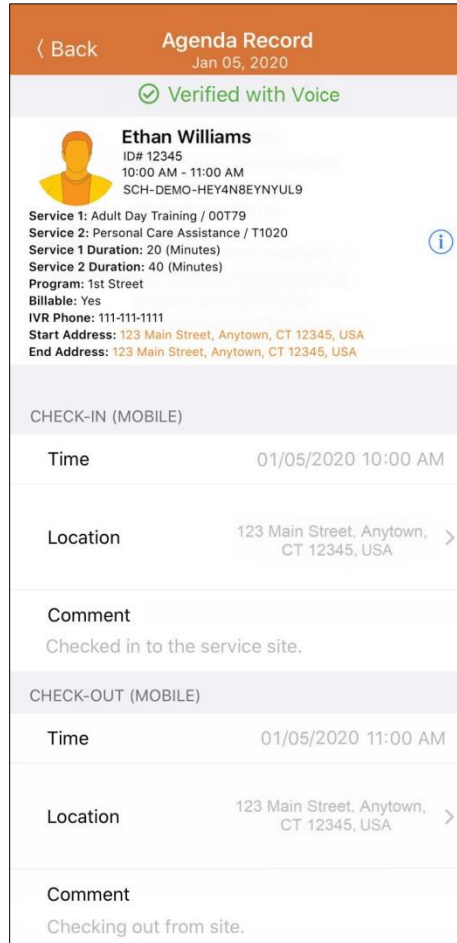 Back
Agenda Record
Jan 05, 2020
Verified with Voice
Ethan Williams
ID# 12345
10:00 AM - 11:00 AM
SCH-DEMO-HEY4N8EYNYUL9
Service 1: Adult Day Training / 00T79
Service 2: Personal Care Assistance / T1020
Service 1 Duration: 20 (Minutes)
Service 2 Duration: 40 (Minutes)
Program: 1st Street
Billable: Yes
IVR Phone: 111-111-1111
Start Address: 123 Main Street, Anytown, CT 12345, USA
End Address: 123 Main Street, Anytown, CT 12345, USA
CHECK-IN (MOBILE)
Time 01/05/2020 10:00 AM
Location 123 Main Street, Anytown,
CT 12345, USA
Comment
Checked in to the service site.
CHECK-OUT (MOBILE)
Time 01/05/2020 11:00 AM
Location 123 Main Street, Anytown,
CT 12345, USA
Comment
Checking out from site.